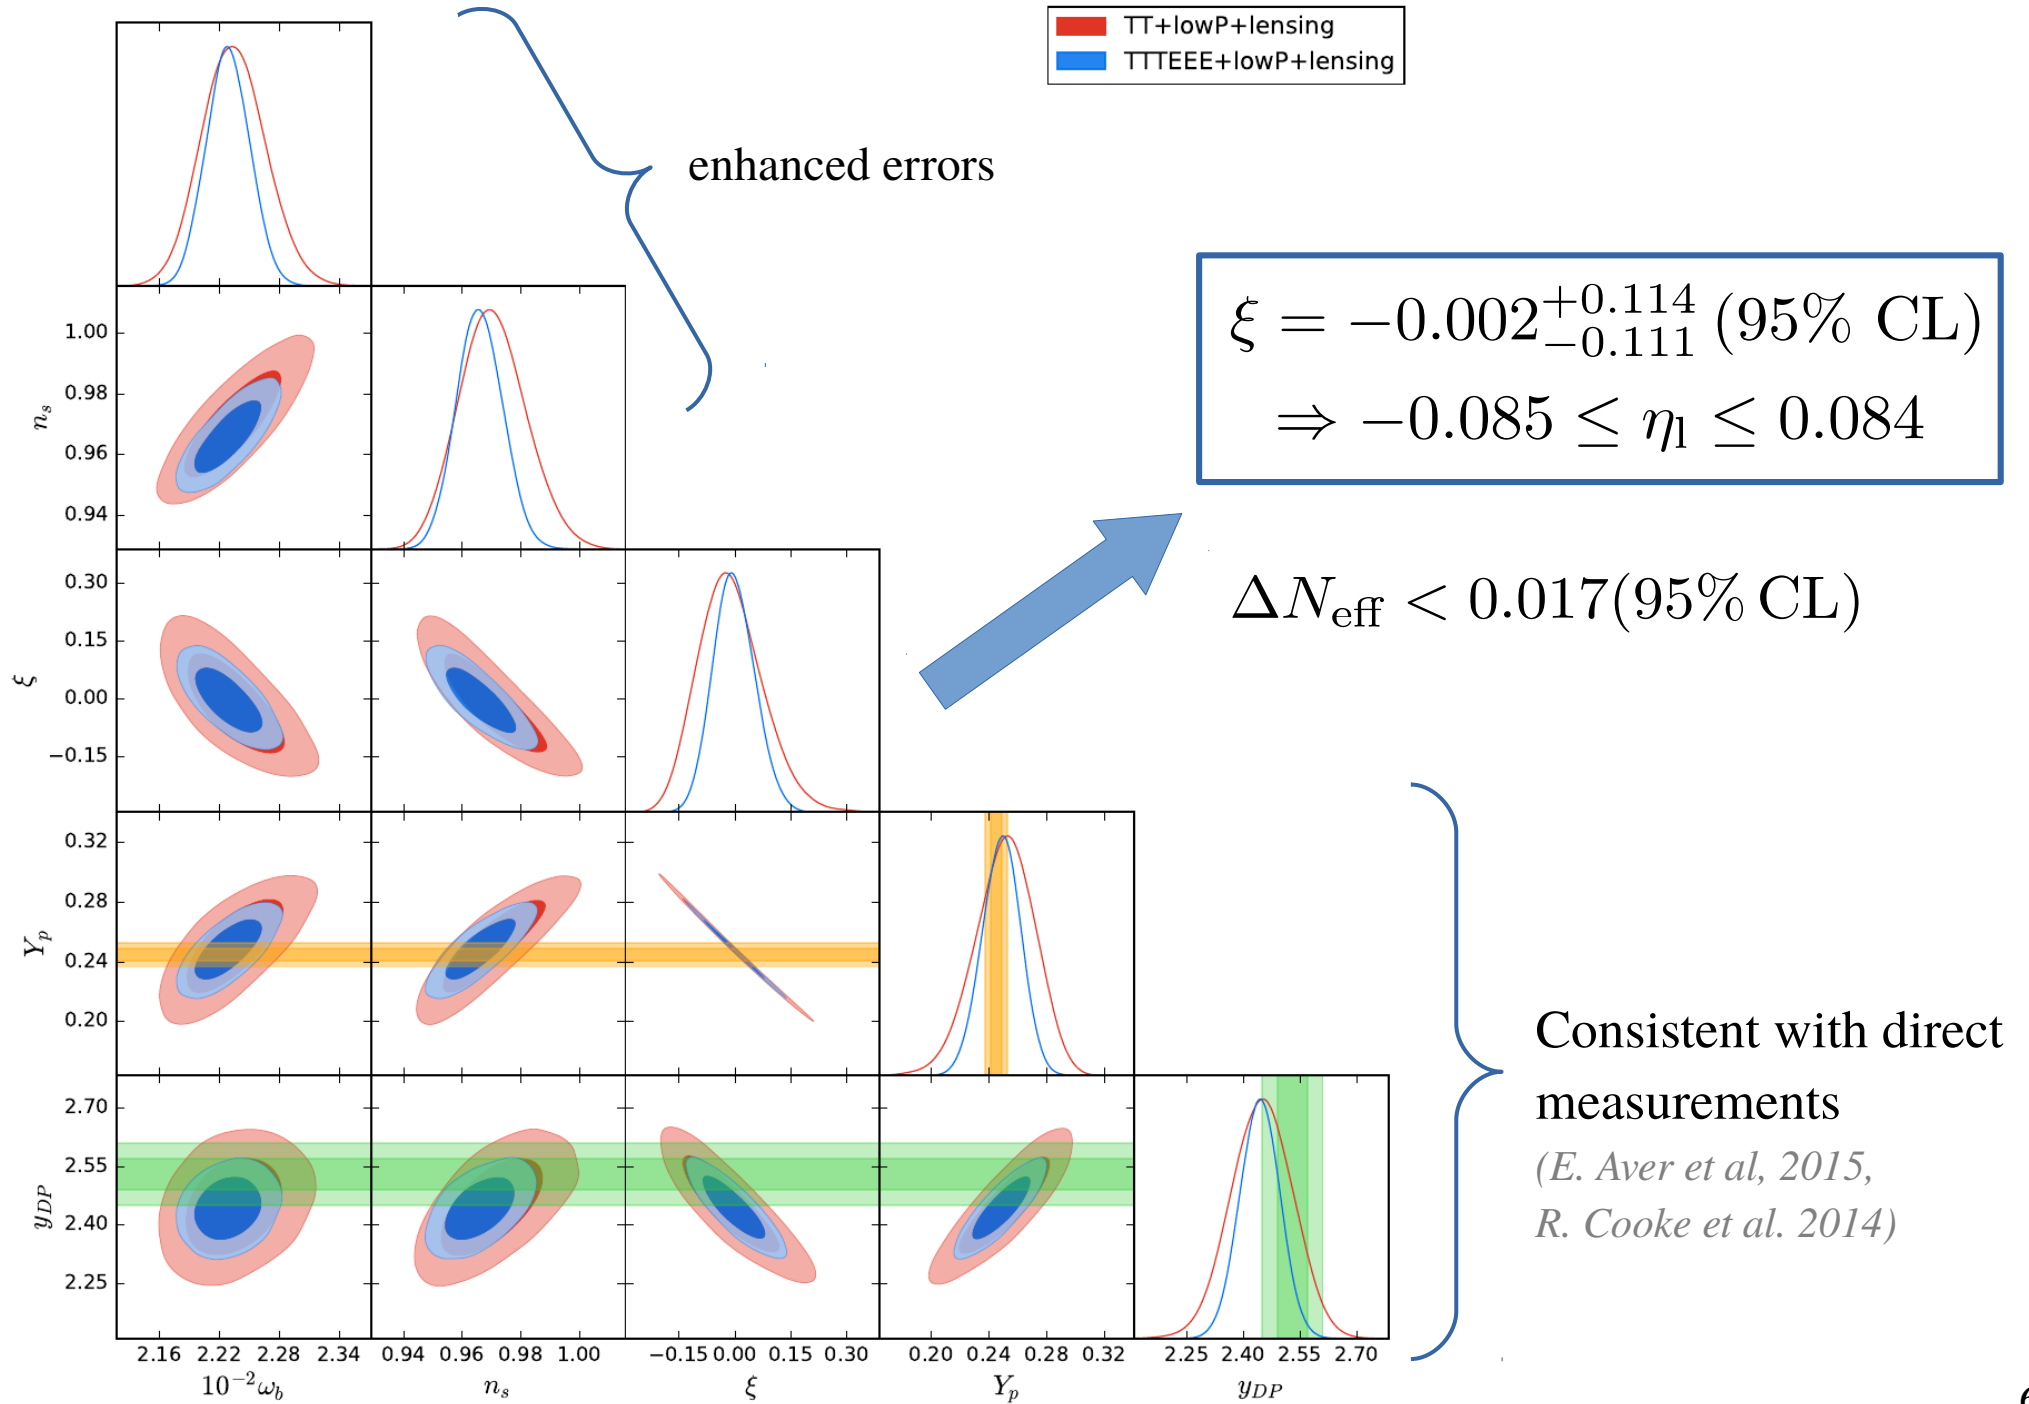 TT+lowP+lensing
TTTEEE+lowP+lensing
enhanced errors
ξ = −0.002 +0.114 −0.111 (95% CL)
⇒ −0.085 ≤ ηl ≤ 0.084
ΔNeff < 0.017(95% CL)
1.00
0.98
0.96
0.94
ns
0.30
0.15
0.00
−0.15
ξ
0.32
0.28
0.24
0.20
Yp
2.70
2.55
2.40
2.25
yDP
2.16 2.22 2.28 2.34
0.94 0.96 0.98 1.00
−0.15 0.00 0.15 0.30
0.20 0.24 0.28 0.32
2.25 2.40 2.55 2.70
10−2ωb
ns
ξ
Yp
yDP
Consistent with direct
measurements
(E. Aver et al, 2015,
R. Cooke et al. 2014)